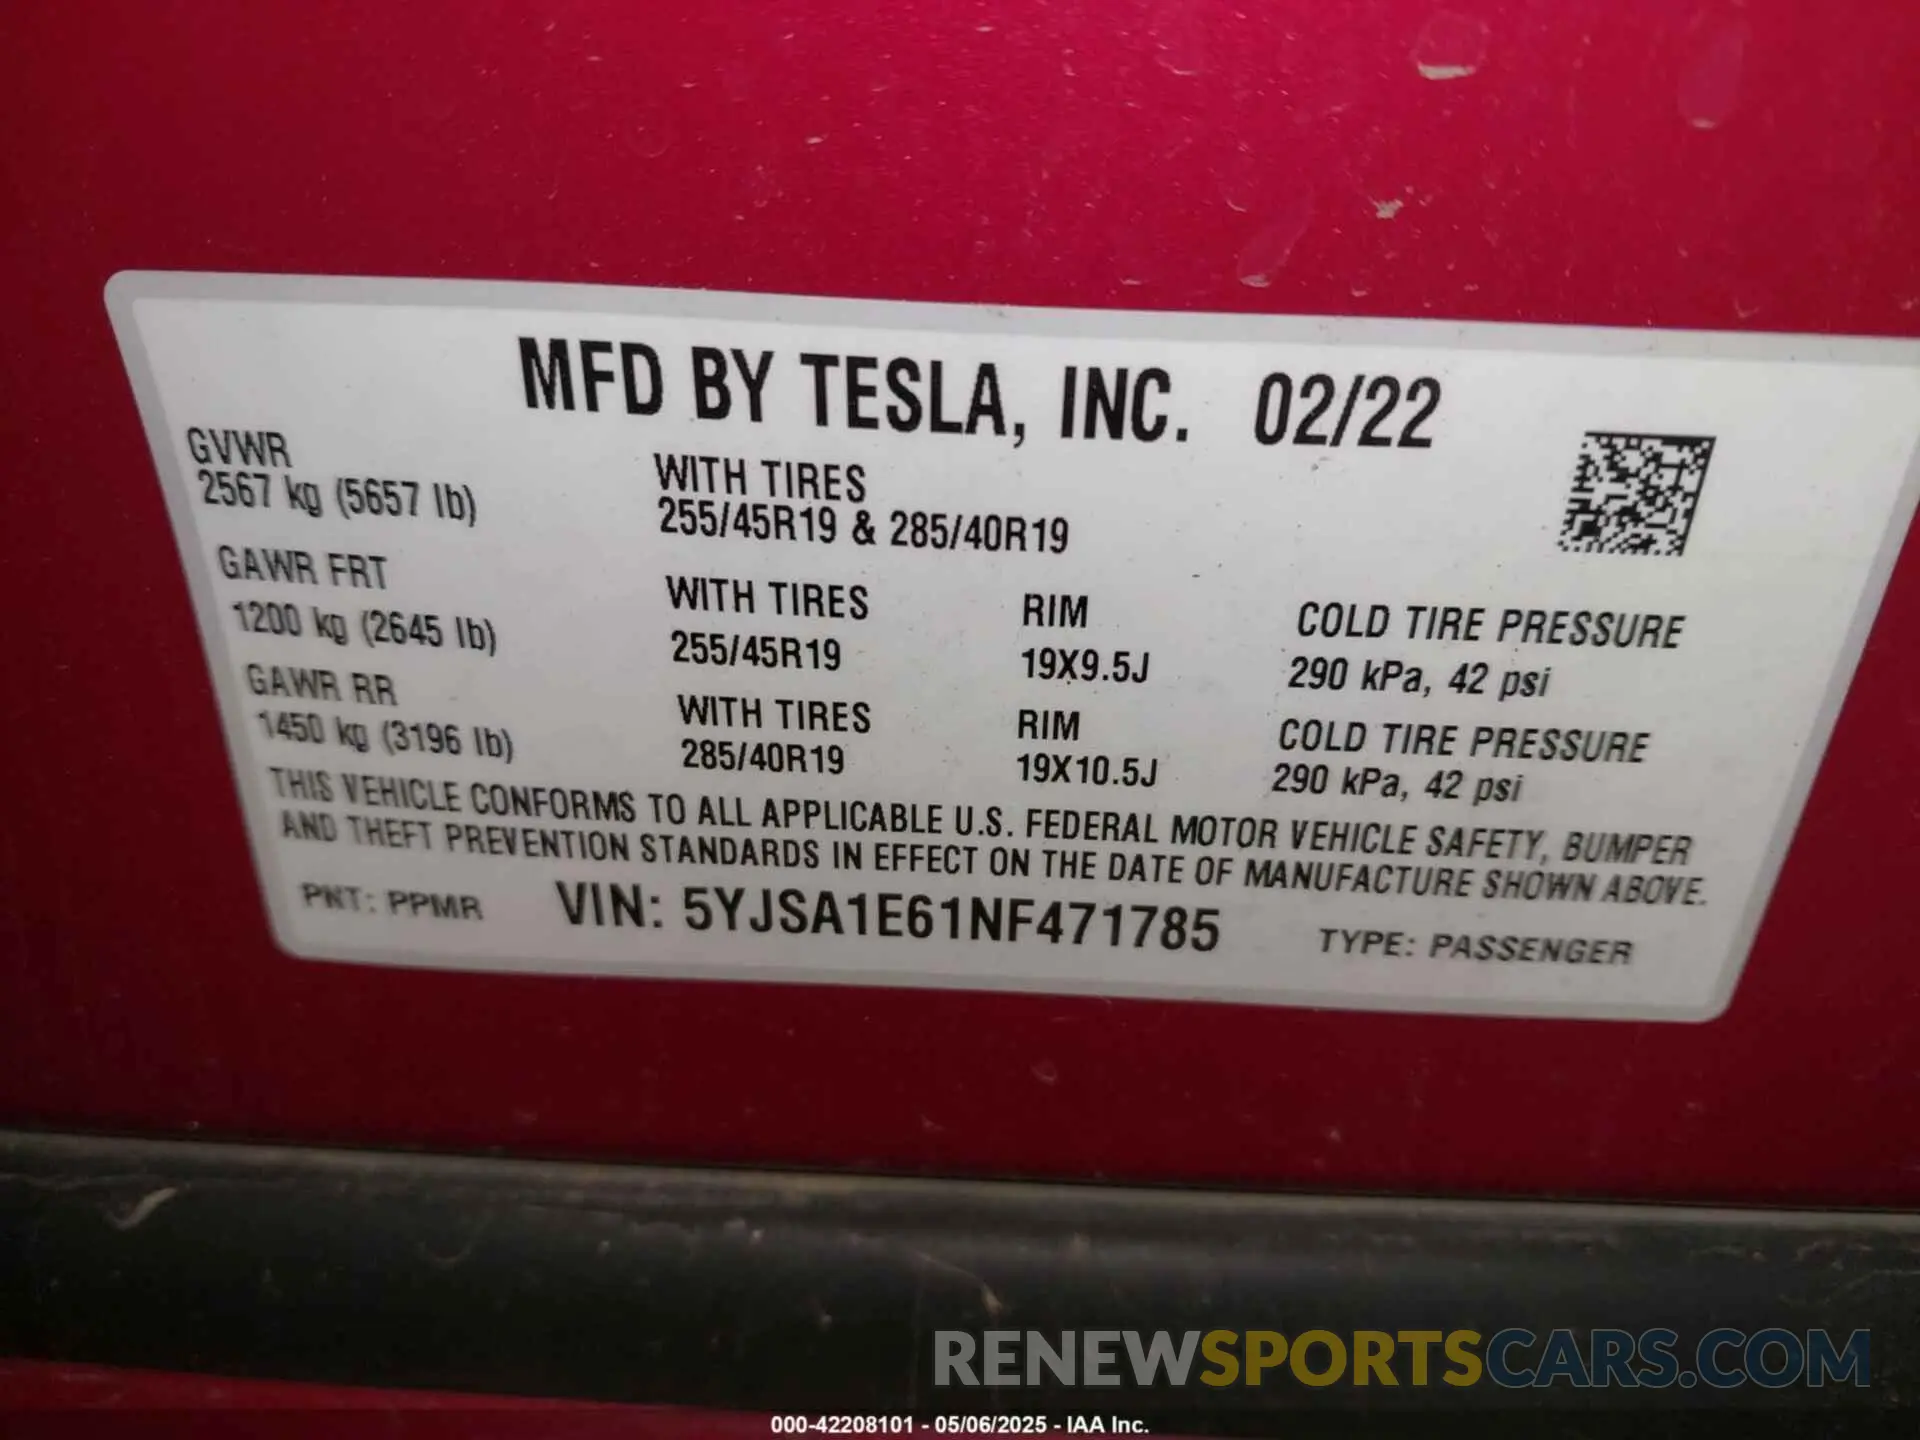 MFD BY TESLA, INC. 02/22
GVWR
2567 kg (5657 lb)
WITH TIRES
255/45R19 & 285/40R19
GAWR FRT
1200 kg (2645 lb)
WITH TIRES
255/45R19
RIM
19X9.5J
COLD TIRE PRESSURE
290 kPa, 42 psi
GAWR RR
1450 kg (3196 lb)
WITH TIRES
285/40R19
RIM
19X10.5J
COLD TIRE PRESSURE
290 kPa, 42 psi
THIS VEHICLE CONFORMS TO ALL APPLICABLE U.S. FEDERAL MOTOR VEHICLE SAFETY, BUMPER
AND THEFT PREVENTION STANDARDS IN EFFECT ON THE DATE OF MANUFACTURE SHOWN ABOVE.
PNT: PPMR VIN: 5YJSA1E61NF471785 TYPE: PASSENGER
RENEWSPORTSCARS.COM
000-42208101 - 05/06/2025 - IAA Inc.